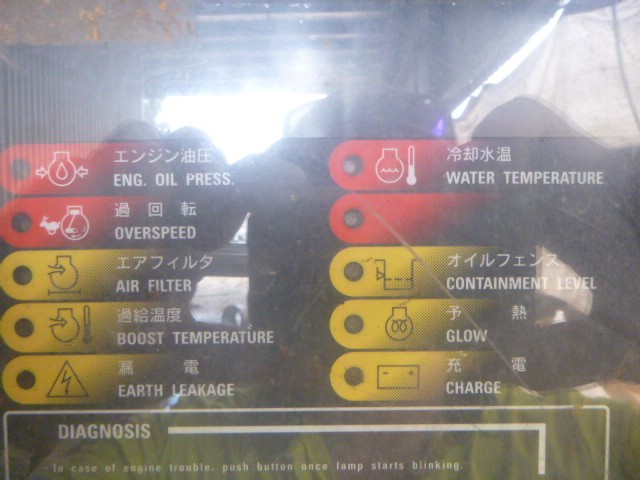 エンジン油圧
ENG. OIL PRESS.
過回転
OVERSPEED
エアフィルタ
AIR FILTER
過給温度
BOOST TEMPERATURE
漏電
EARTH LEAKAGE
冷却水温
WATER TEMPERATURE
オイルフェンス
CONTAINMENT LEVEL
予熱
GLOW
充電
CHARGE
DIAGNOSIS
- In case of engine trouble, push button once lamp starts blinking.